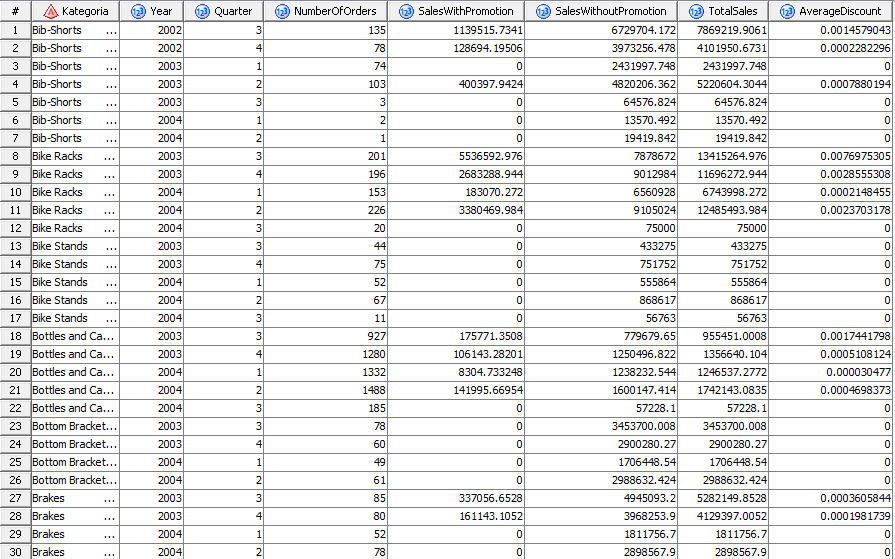 # Kategoria Year Quarter NumberOfOrders SalesWithPromotion SalesWithoutPromotion TotalSales AverageDiscount
1 Bib-Shorts ... 2002 3 135 1139515.7341 6729704.172 7869219.9061 0.0014579043
2 Bib-Shorts ... 2002 4 78 128694.19506 3973256.478 4101950.6731 0.0002282296
3 Bib-Shorts ... 2003 1 74 0 2431997.748 2431997.748 0
4 Bib-Shorts ... 2003 2 103 400397.9424 4820206.362 5220604.3044 0.0007880194
5 Bib-Shorts ... 2003 3 3 0 64576.824 64576.824 0
6 Bib-Shorts ... 2004 1 2 0 13570.492 13570.492 0
7 Bib-Shorts ... 2004 2 1 0 19419.842 19419.842 0
8 Bike Racks ... 2003 3 201 5536592.976 7878672 13415264.976 0.0076975305
9 Bike Racks ... 2003 4 196 2683288.944 9012984 11696272.944 0.0028555308
10 Bike Racks ... 2004 1 153 183070.272 6560928 6743998.272 0.0002148455
11 Bike Racks ... 2004 2 226 3380469.984 9105024 12485493.984 0.0023703178
12 Bike Racks ... 2004 3 20 0 75000 75000 0
13 Bike Stands ... 2003 3 44 0 433275 433275 0
14 Bike Stands ... 2003 4 75 0 751752 751752 0
15 Bike Stands ... 2004 1 52 0 555864 555864 0
16 Bike Stands ... 2004 2 67 0 868617 868617 0
17 Bike Stands ... 2004 3 11 0 56763 56763 0
18 Bottles and Ca... 2003 3 927 175771.3508 779679.65 955451.0008 0.0017441798
19 Bottles and Ca... 2003 4 1280 106143.28201 1250496.822 1356640.104 0.0005108124
20 Bottles and Ca... 2004 1 1332 8304.733248 1238232.544 1246537.2772 0.000030477
21 Bottles and Ca... 2004 2 1488 141995.66954 1600147.414 1742143.0835 0.0004698373
22 Bottles and Ca... 2004 3 185 0 57228.1 57228.1 0
23 Bottom Bracket... 2003 3 78 0 3453700.008 3453700.008 0
24 Bottom Bracket... 2003 4 60 0 2900280.27 2900280.27 0
25 Bottom Bracket... 2004 1 49 0 1706448.54 1706448.54 0
26 Bottom Bracket... 2004 2 61 0 2988632.424 2988632.424 0
27 Brakes ... 2003 3 85 337056.6528 4945093.2 5282149.8528 0.0003605844
28 Brakes ... 2003 4 80 161143.1052 3968253.9 4129397.0052 0.0001981739
29 Brakes ... 2004 1 52 0 1811756.7 1811756.7 0
30 Brakes ... 2004 2 78 0 2898567.9 2898567.9 0